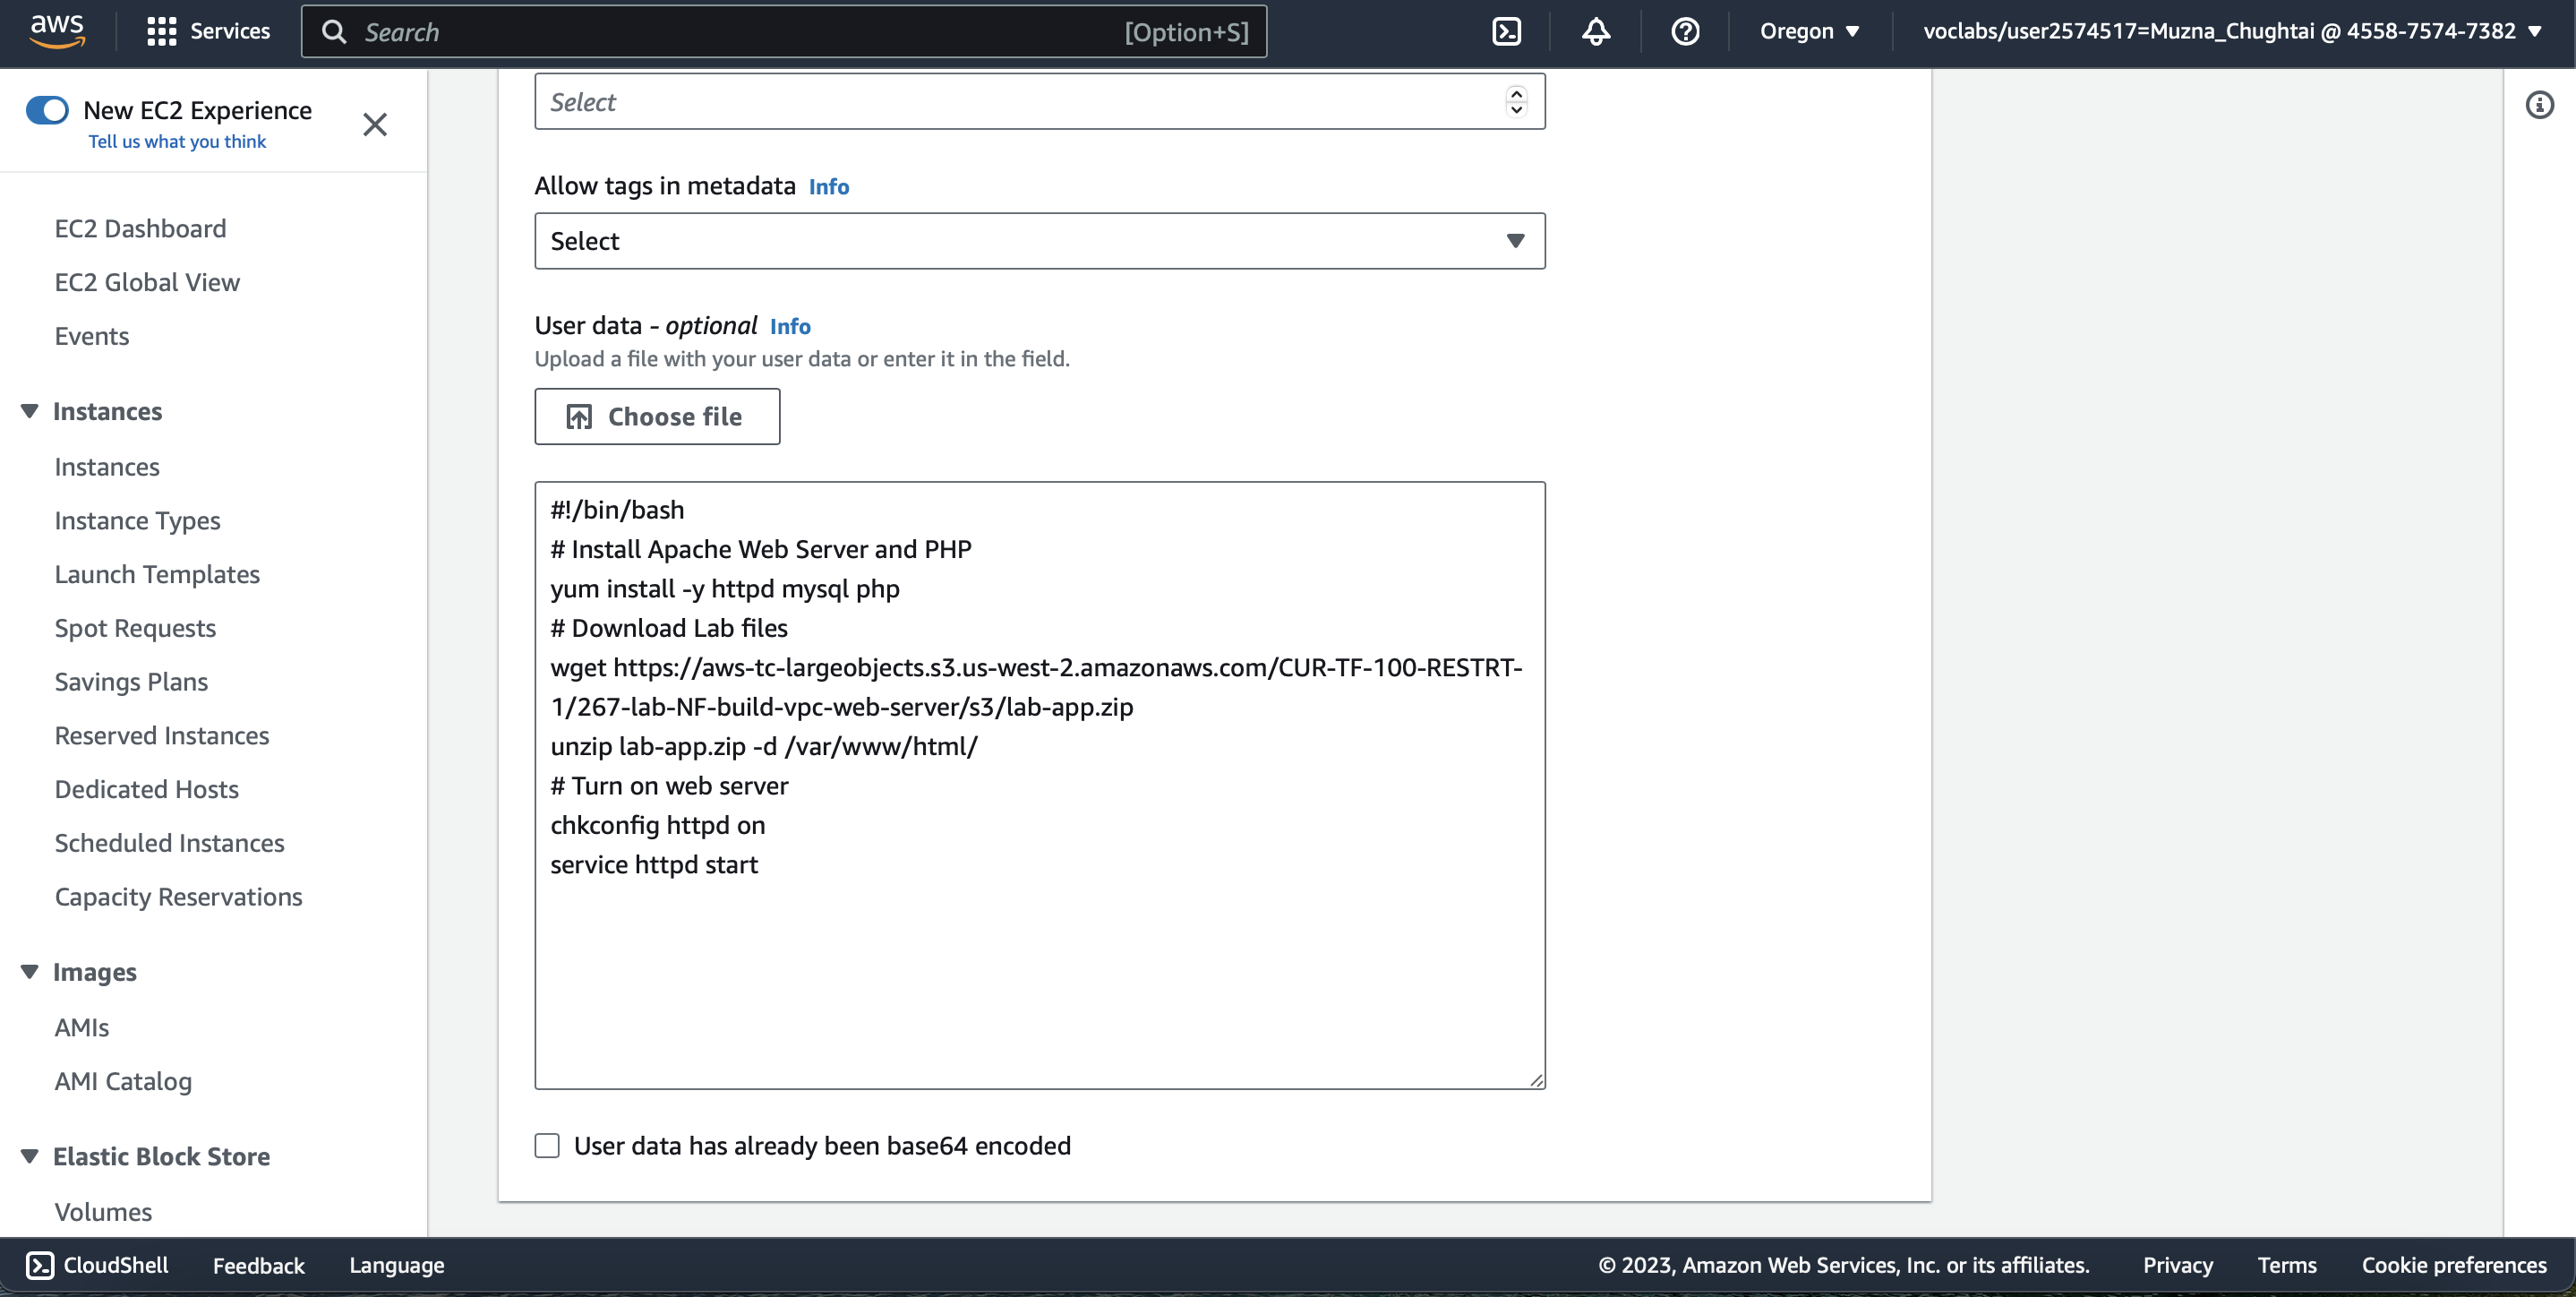 aws
Services
Search
[Option+S]
Oregon
voclabs/user2574517=Muzna_Chughtai @ 4558-7574-7382
New EC2 Experience
Tell us what you think
EC2 Dashboard
EC2 Global View
Events
Instances
Instances
Instance Types
Launch Templates
Spot Requests
Savings Plans
Reserved Instances
Dedicated Hosts
Scheduled Instances
Capacity Reservations
Images
AMIs
AMI Catalog
Elastic Block Store
Volumes
Select
Allow tags in metadata Info
Select
User data - optional Info
Upload a file with your user data or enter it in the field.
Choose file
#!/bin/bash
# Install Apache Web Server and PHP
yum install -y httpd mysql php
# Download Lab files
wget https://aws-tc-largeobjects.s3.us-west-2.amazonaws.com/CUR-TF-100-RESTRT-
1/267-lab-NF-build-vpc-web-server/s3/lab-app.zip
unzip lab-app.zip -d /var/www/html/
# Turn on web server
chkconfig httpd on
service httpd start
User data has already been base64 encoded
CloudShell
Feedback
Language
© 2023, Amazon Web Services, Inc. or its affiliates.
Privacy
Terms
Cookie preferences